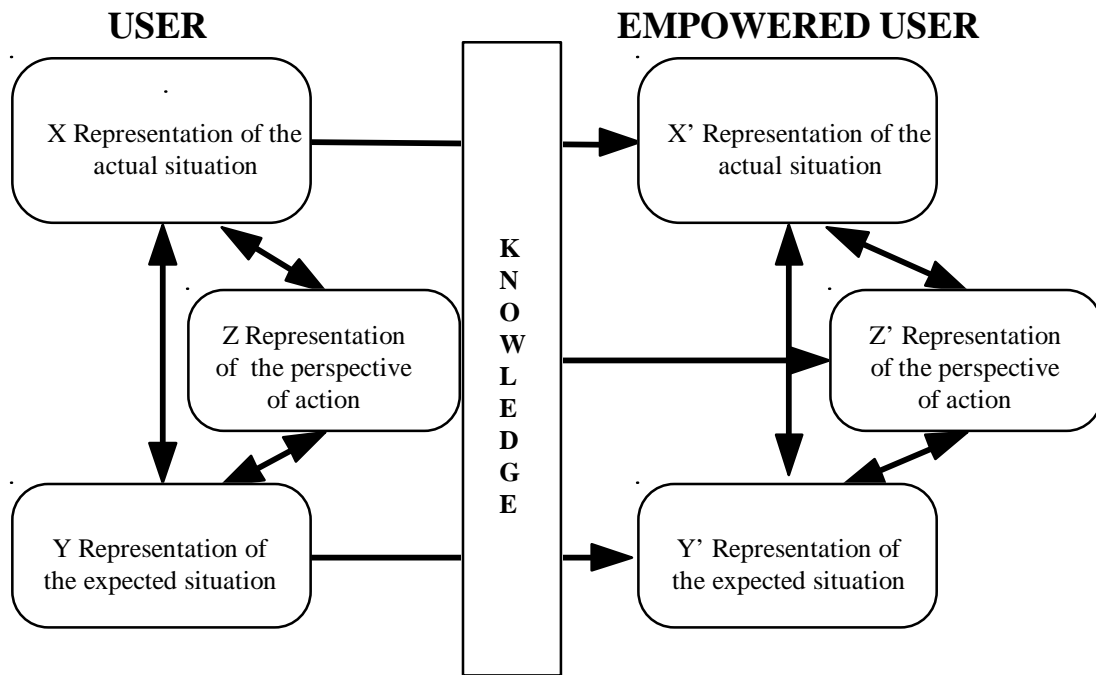 USER
EMPOWERED USER
X Representation of the
actual situation
X’ Representation of the
actual situation
Z Representation
of the perspective
of action
K
N
O
W
L
E
D
G
E
Z’ Representation
of the perspective
of action
Y Representation of
the expected situation
Y’ Representation of
the expected situation